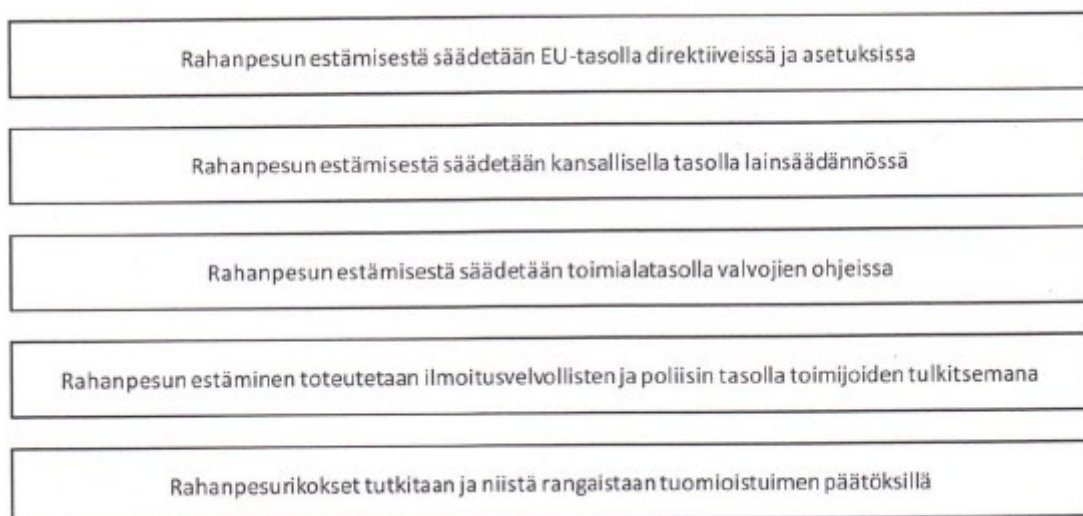 Rahanpesun estämisestä säädetään EU-tasolla direktiiveissä ja asetuksissa
Rahanpesun estämisestä säädetään kansallisella tasolla lainsäädännössä
Rahanpesun estämisestä säädetään toimialatasolla valvojien ohjeissa
Rahanpesun estäminen toteutetaan ilmoitusvelvollisten ja poliisin tasolla toimijoiden tulkitsemana
Rahanpesurikokset tutkitaan ja niistä rangaistaan tuomioistuimen päätöksillä